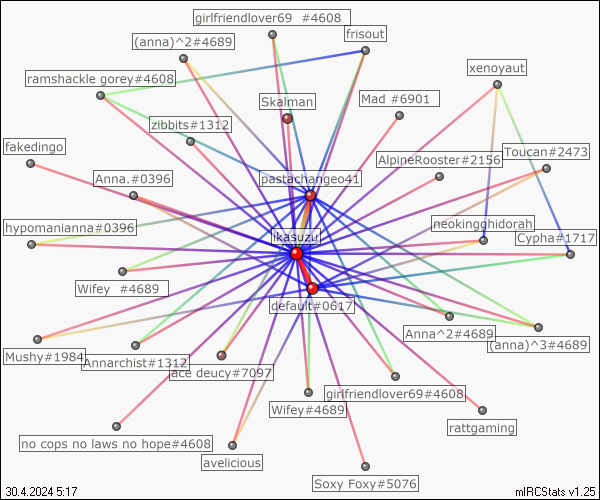 girlfriendlover69 #4608
frisout
(anna)^2#4689
xenoyaut
ramshackle gorey#4608
Skalman
Mad #6901
zibbits#1312
fakedingo
Toucan#2473
AlpineRooster#2156
Anna.#0396
pastachangeo41
hypomanianna#0396
neokingghidorah
ikasuzu
Cypha#1717
Wifey #4689
default#0617
Anna^2#4689
(anna)^3#4689
Mushy#1984
Annarchist#1312
ace deucy#7097
girlfriendlover69#4608
Wifey#4689
rattgaming
no cops no laws no hope#4608
avelicious
Soxy Foxy#5076
30.4.2024 5:17
mIRCStats v1.25